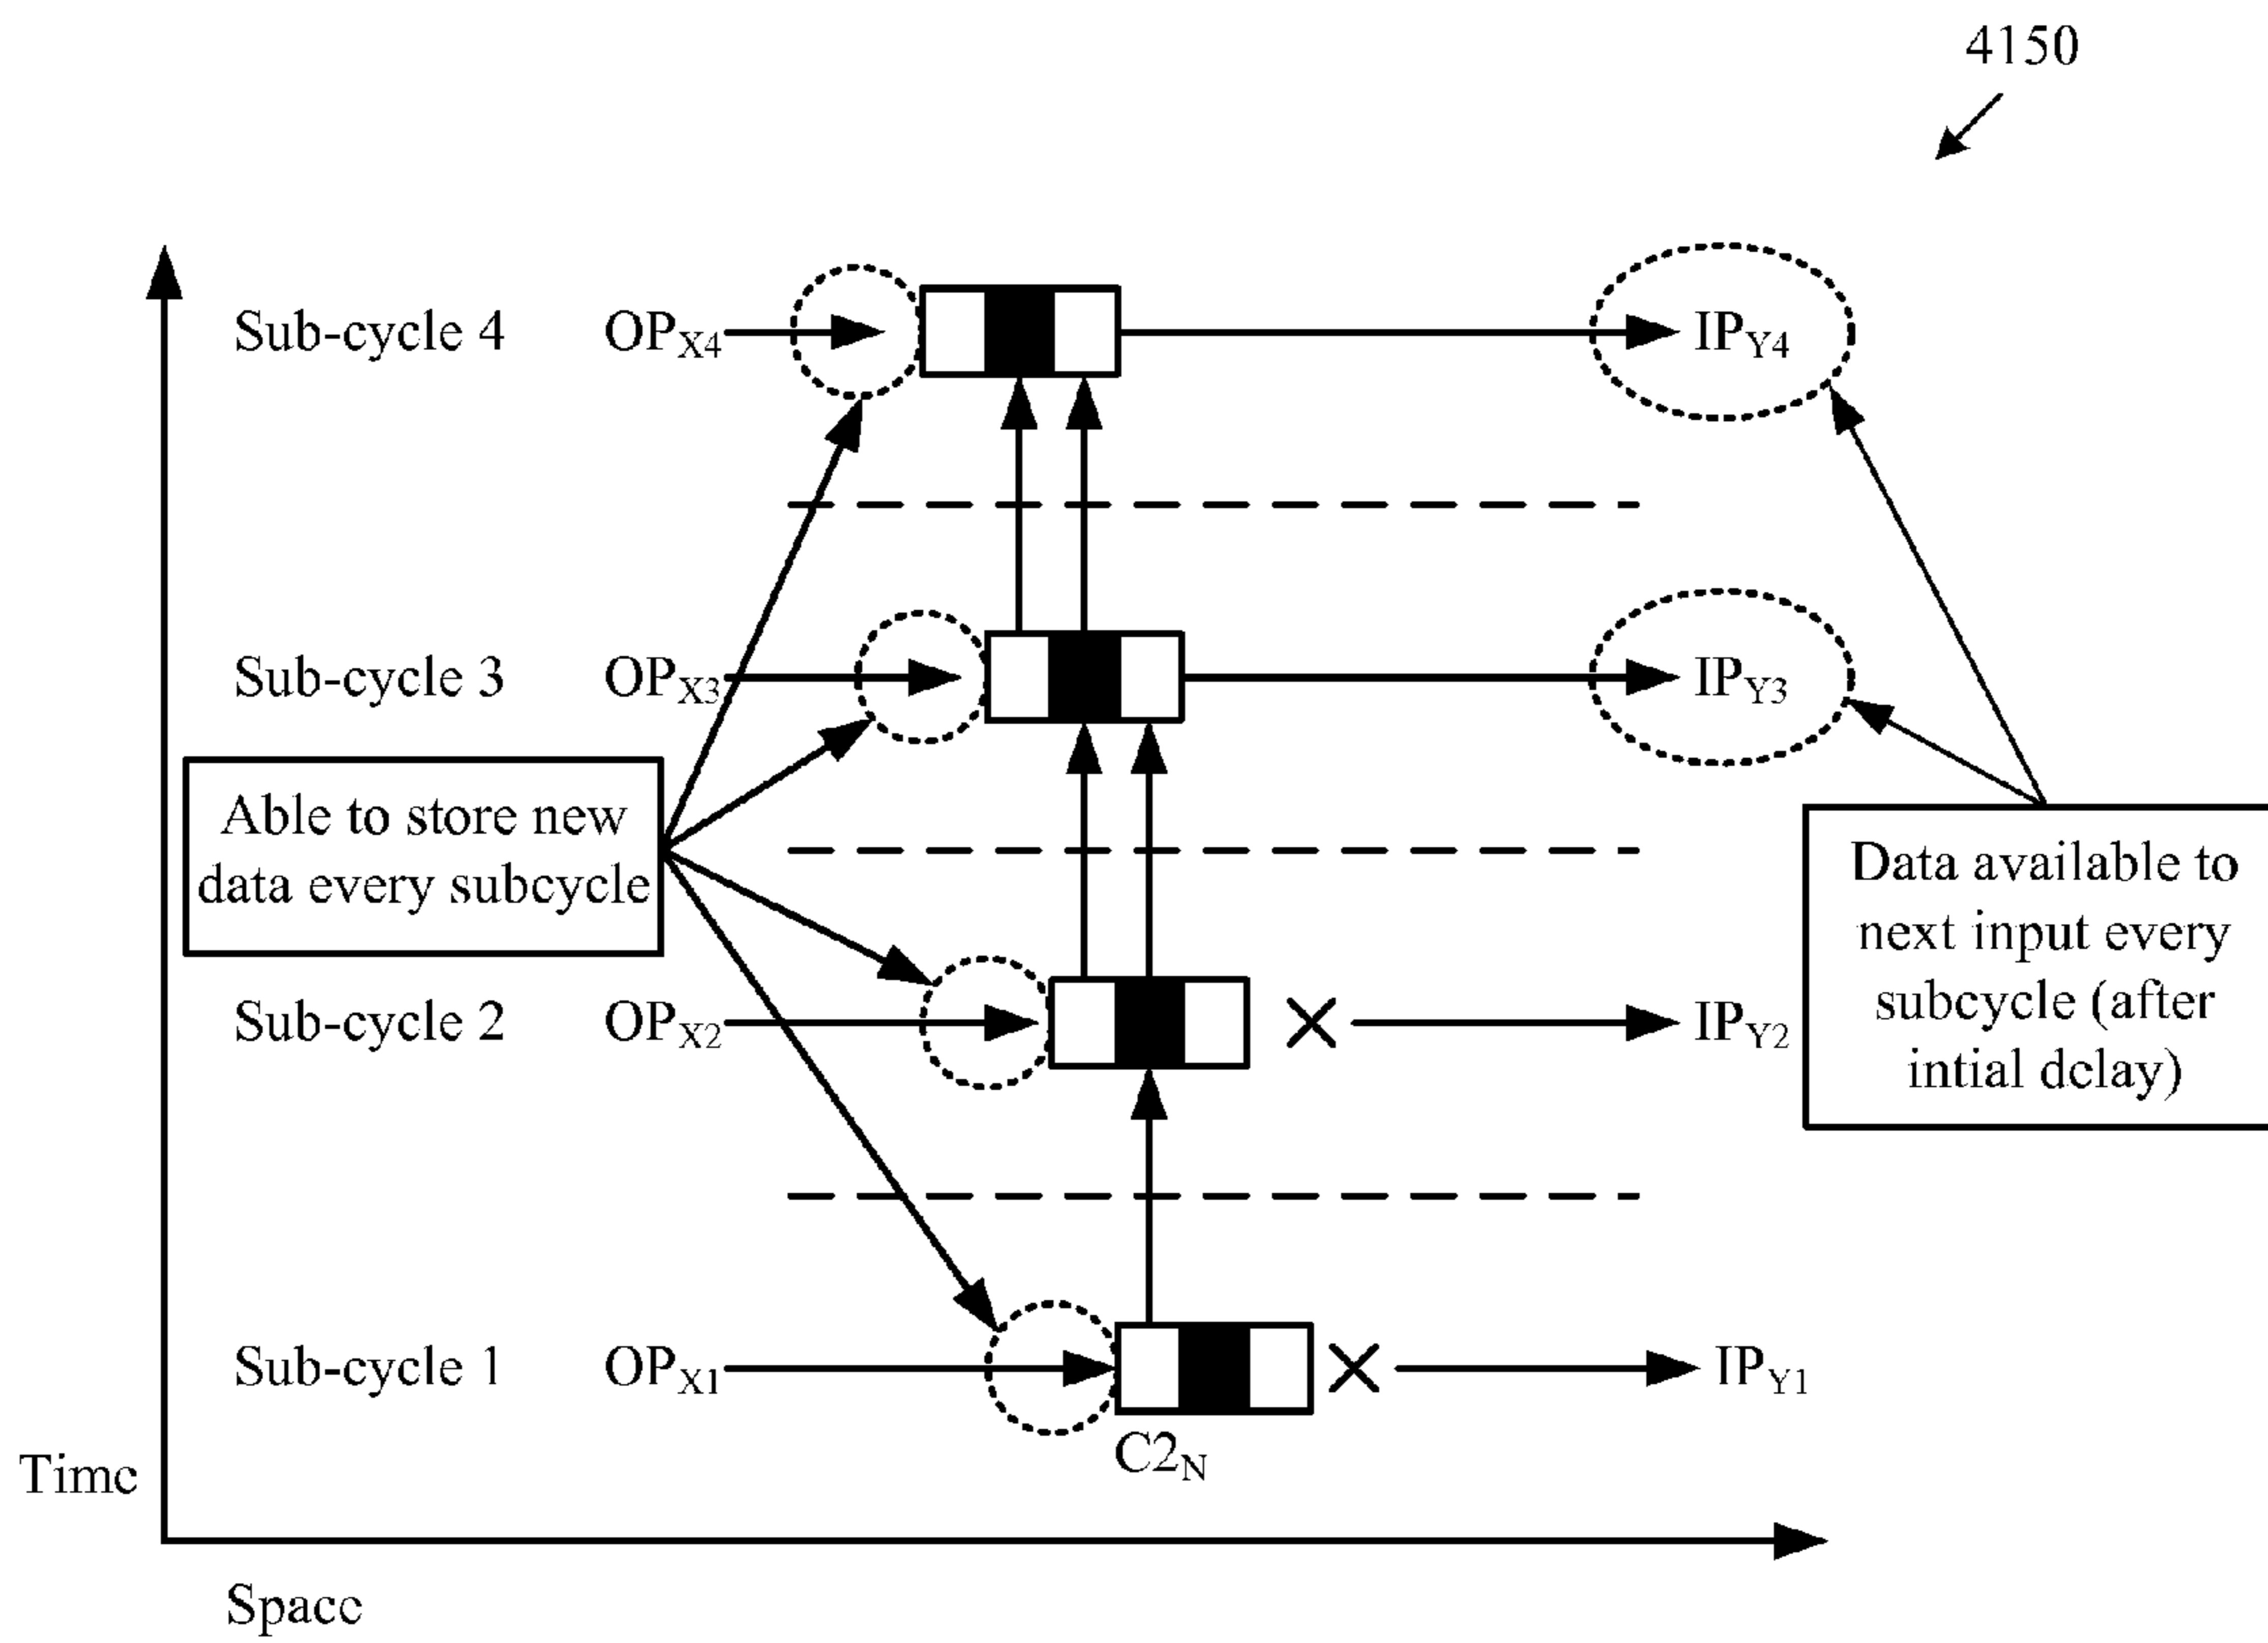 4150
Sub-cycle 4 OPX4 IPY4
Sub-cycle 3 OPX3 IPY3
Able to store new
data every subcycle
Data available to
next input every
subcycle (after
intial delay)
Sub-cycle 2 OPX2 IPY2
Sub-cycle 1 OPX1 IPY1
C2N
Time
Space